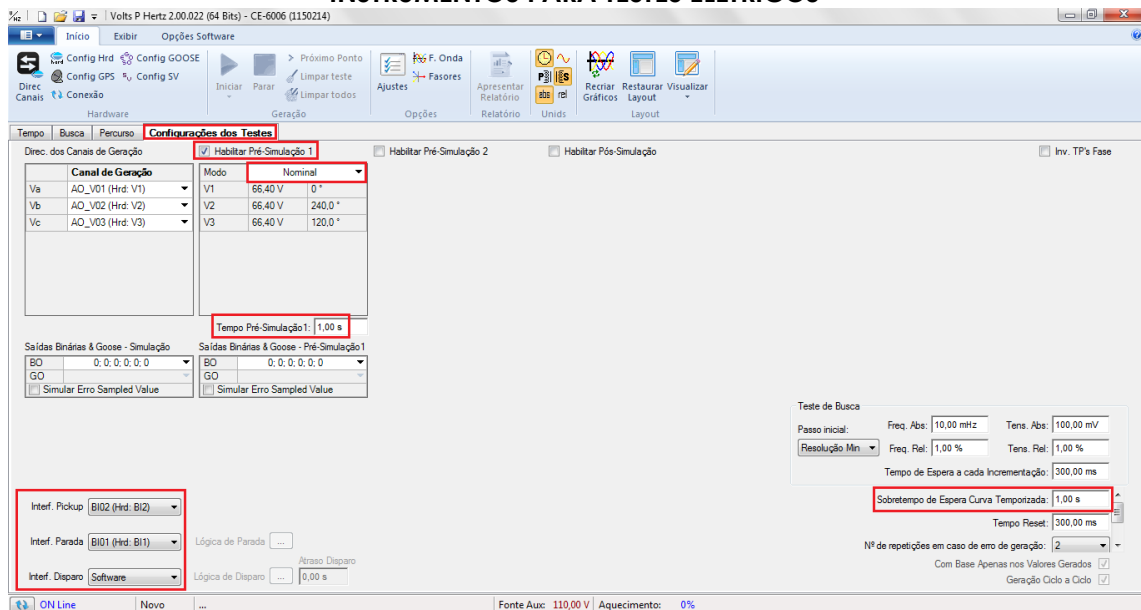 INSTRUMENTOS PARA TESTES ELÉTRICOS
Volts P Hertz 2.00.022 (64 Bits) - CE-6006 (1150214)
Início Exibir Opções Software
Direc Canais
Config Hrd Config GOOSE
Config GPS Config SV
Conexão
Hardware
Iniciar Parar
Próximo Ponto
Limpar teste
Limpar todos
Geração
Ajustes
F. Onda
Fasores
Opções
Apresentar Relatório
Relatório
abs rel
Unids
Recriar Gráficos
Restaurar Layout
Visualizar
Layout
Tempo Busca Percurso Configurações dos Testes
Direc. dos Canais de Geração Habilitar Pré-Simulação 1 Habilitar Pré-Simulação 2 Habilitar Pós-Simulação Inv. TP's Fase
Canal de Geração Modo Nominal
Va AO_V01 (Hrd: V1) V1 66,40 V 0 °
Vb AO_V02 (Hrd: V2) V2 66,40 V 240,0 °
Vc AO_V03 (Hrd: V3) V3 66,40 V 120,0 °
Tempo Pré-Simulação1: 1,00 s
Saídas Binárias & Goose - Simulação Saídas Binárias & Goose - Pré-Simulação1
BO 0; 0; 0; 0; 0; 0 BO 0; 0; 0; 0; 0; 0
GO GO
Simular Erro Sampled Value Simular Erro Sampled Value
Teste de Busca
Passo inicial: Freq. Abs: 10,00 mHz Tens. Abs: 100,00 mV
Resolução Min Freq. Rel: 1,00 % Tens. Rel: 1,00 %
Tempo de Espera a cada Incrementação: 300,00 ms
Sobretempo de Espera Curva Temporizada: 1,00 s
Tempo Reset: 300,00 ms
Nº de repetições em caso de erro de geração: 2
Com Base Apenas nos Valores Gerados
Geração Ciclo a Ciclo
Interf. Pickup BI02 (Hrd: BI2)
Interf. Parada BI01 (Hrd: BI1) Lógica de Parada ...
Atraso Disparo
Interf. Disparo Software Lógica de Disparo ... 0,00 s
ON Line Novo ... Fonte Aux: 110,00 V Aquecimento: 0%